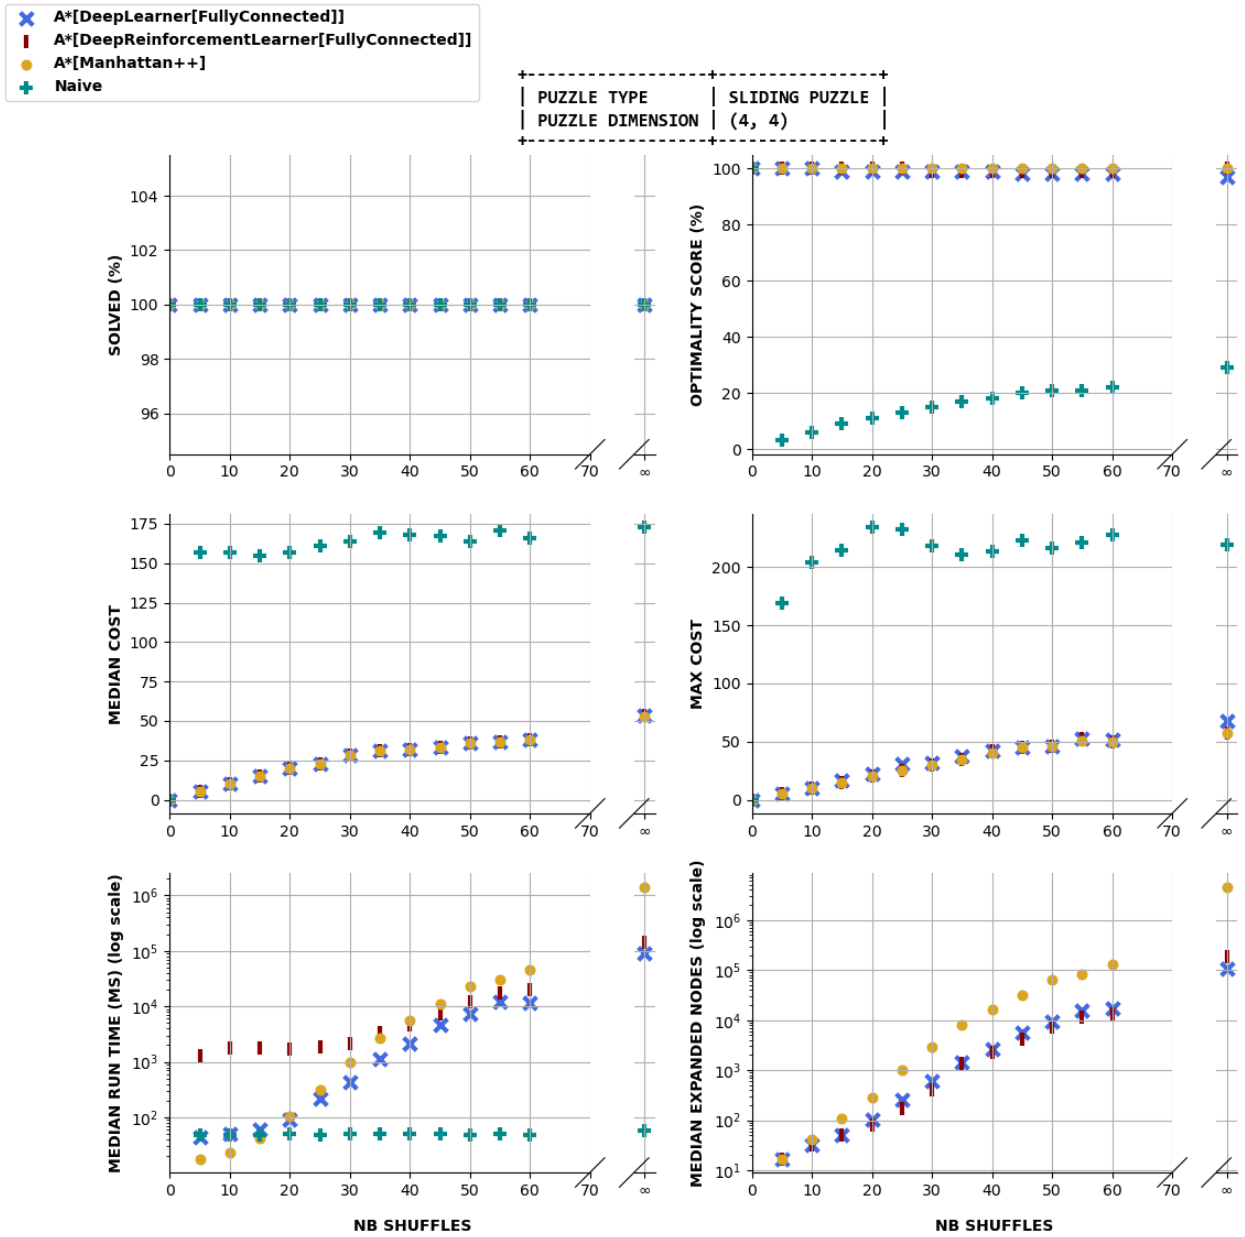 A*[DeepLearner[FullyConnected]]
A*[DeepReinforcementLearner[FullyConnected]]
A*[Manhattan++]
Naive
PUZZLE TYPE | SLIDING PUZZLE
PUZZLE DIMENSION | (4, 4)
SOLVED (%)
104
102
100
98
96
0 10 20 30 40 50 60 70 ∞
OPTIMALITY SCORE (%)
100
80
60
40
20
0
0 10 20 30 40 50 60 70 ∞
MEDIAN COST
175
150
125
100
75
50
25
0
0 10 20 30 40 50 60 70 ∞
MAX COST
200
150
100
50
0
0 10 20 30 40 50 60 70 ∞
MEDIAN RUN TIME (MS) (log scale)
10⁶
10⁵
10⁴
10³
10²
0 10 20 30 40 50 60 70 ∞
NB SHUFFLES
MEDIAN EXPANDED NODES (log scale)
10⁶
10⁵
10⁴
10³
10²
10¹
0 10 20 30 40 50 60 70 ∞
NB SHUFFLES